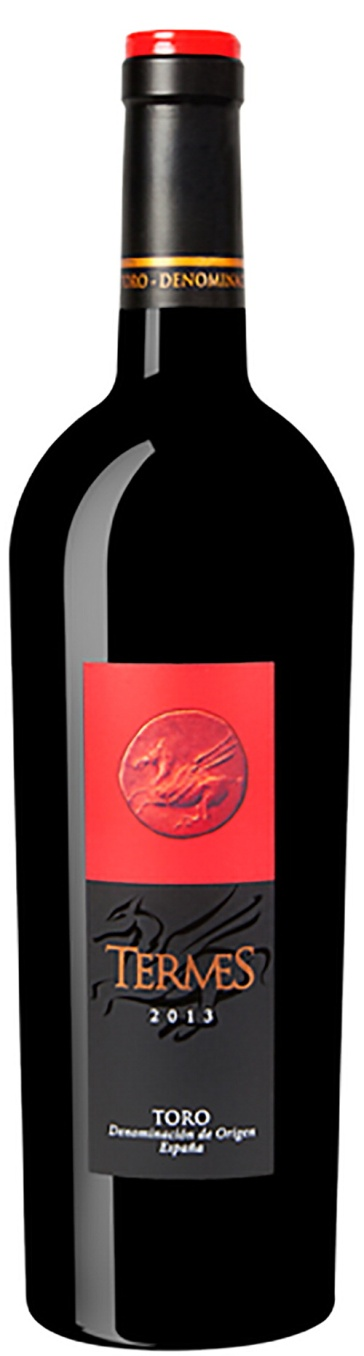 TORO - DENOMINAC
TERMES
2013
TORO
Denominación de Origen
España